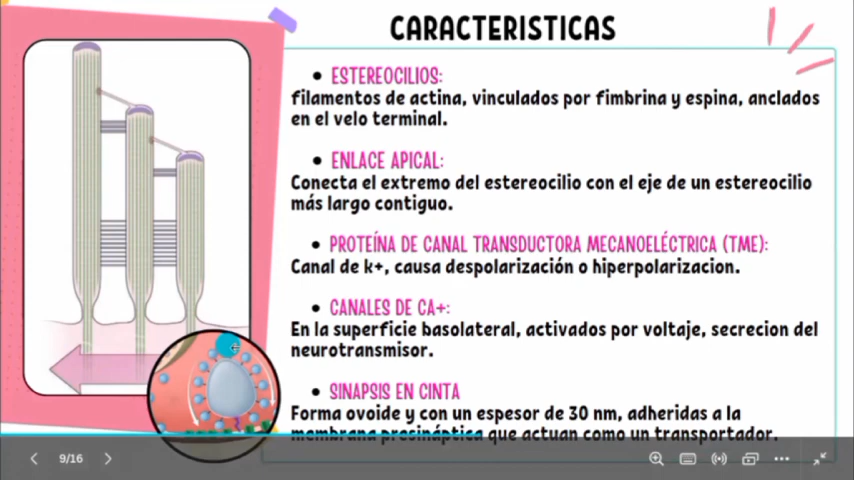 CARACTERISTICAS
• ESTEREOCILIOS:
filamentos de actina, vinculados por fimbrina y espina, anclados
en el velo terminal.
• ENLACE APICAL:
Conecta el extremo del estereocilio con el eje de un estereocilio
más largo contiguo.
• PROTEÍNA DE CANAL TRANSDUCTORA MECANOELÉCTRICA (TME):
Canal de k+, causa despolarización o hiperpolarizacion.
• CANALES DE CA+:
En la superficie basolateral, activados por voltaje, secrecion del
neurotransmisor.
• SINAPSIS EN CINTA
Forma ovoide y con un espesor de 30 nm, adheridas a la
membrana presináptica que actuan como un transportador.
9/16